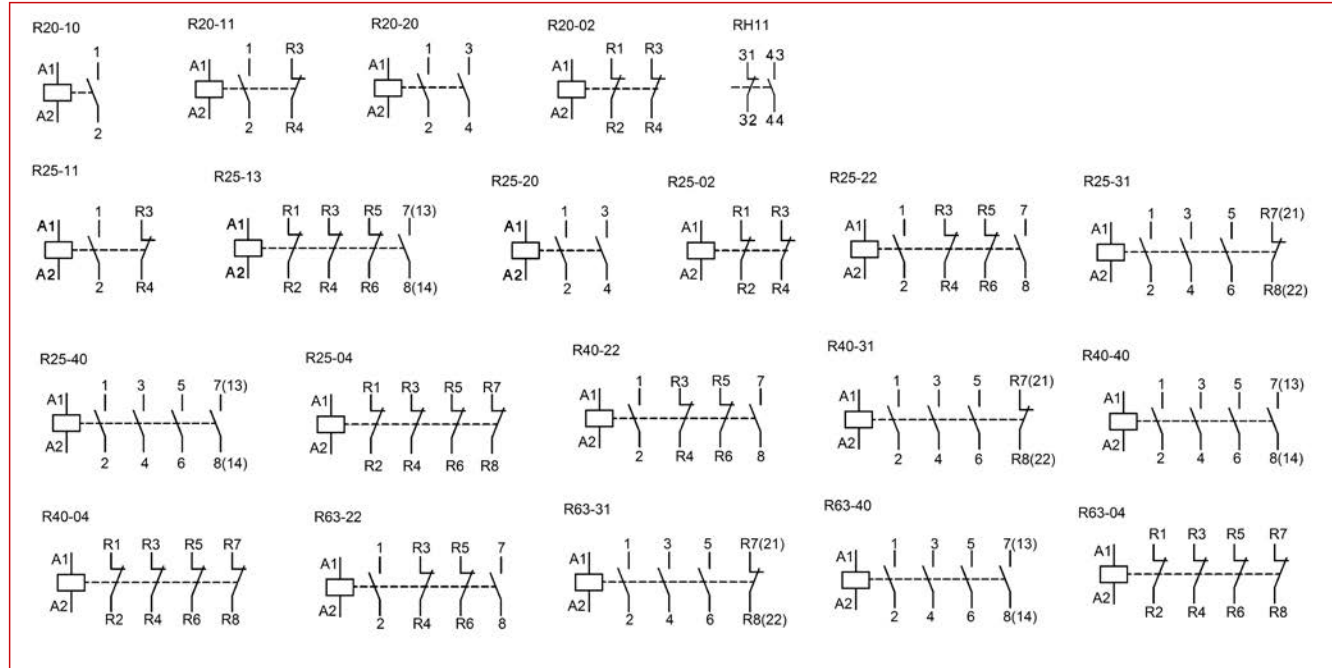 R20-10 R20-11 R20-20 R20-02 RH11
1 1 R3 1 3 R1 R3 31 43
A1 A1 A1 A1
A2 A2 A2 A2
2 2 R4 2 4 R2 R4 32 44
R25-11 R25-13 R25-20 R25-02 R25-22 R25-31
1 R3 R1 R3 R5 7(13) 1 3 R1 R3 1 R3 R5 7 1 3 5 R7(21)
A1 A1 A1 A1 A1 A1
A2 A2 A2 A2 A2 A2
2 R4 R2 R4 R6 8(14) 2 4 R2 R4 2 R4 R6 8 2 4 6 R8(22)
R25-40 R25-04 R40-22 R40-31 R40-40
1 3 5 7(13) R1 R3 R5 R7 1 R3 R5 7 1 3 5 R7(21) 1 3 5 7(13)
A1 A1 A1 A1 A1
A2 A2 A2 A2 A2
2 4 6 8(14) R2 R4 R6 R8 2 R4 R6 8 2 4 6 R8(22) 2 4 6 8(14)
R40-04 R63-22 R63-31 R63-40 R63-04
R1 R3 R5 R7 1 R3 R5 7 1 3 5 R7(21) 1 3 5 7(13) R1 R3 R5 R7
A1 A1 A1 A1 A1
A2 A2 A2 A2 A2
R2 R4 R6 R8 2 R4 R6 8 2 4 6 R8(22) 2 4 6 8(14) R2 R4 R6 R8